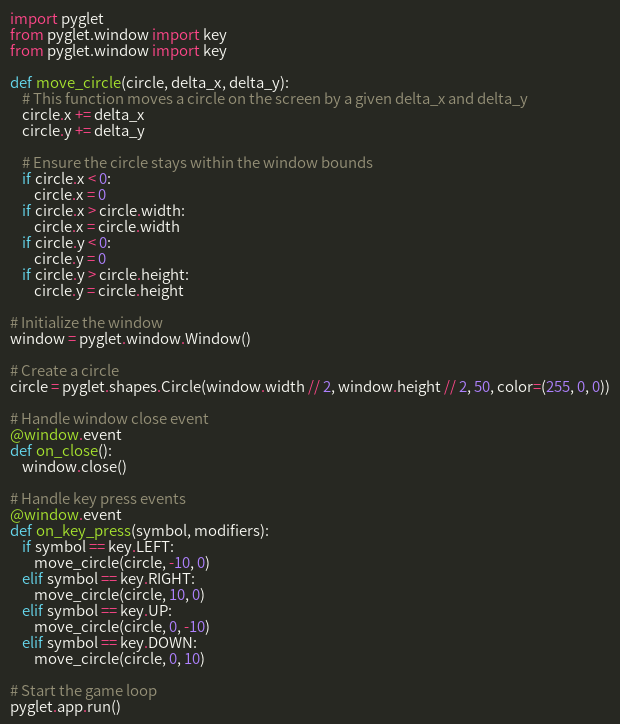 import pyglet
from pyglet.window import key
from pyglet.window import key

def move_circle(circle, delta_x, delta_y):
    # This function moves a circle on the screen by a given delta_x and delta_y
    circle.x += delta_x
    circle.y += delta_y

    # Ensure the circle stays within the window bounds
    if circle.x < 0:
        circle.x = 0
    if circle.x > circle.width:
        circle.x = circle.width
    if circle.y < 0:
        circle.y = 0
    if circle.y > circle.height:
        circle.y = circle.height

# Initialize the window
window = pyglet.window.Window()

# Create a circle
circle = pyglet.shapes.Circle(window.width // 2, window.height // 2, 50, color=(255, 0, 0))

# Handle window close event
@window.event
def on_close():
    window.close()

# Handle key press events
@window.event
def on_key_press(symbol, modifiers):
    if symbol == key.LEFT:
        move_circle(circle, -10, 0)
    elif symbol == key.RIGHT:
        move_circle(circle, 10, 0)
    elif symbol == key.UP:
        move_circle(circle, 0, -10)
    elif symbol == key.DOWN:
        move_circle(circle, 0, 10)

# Start the game loop
pyglet.app.run()